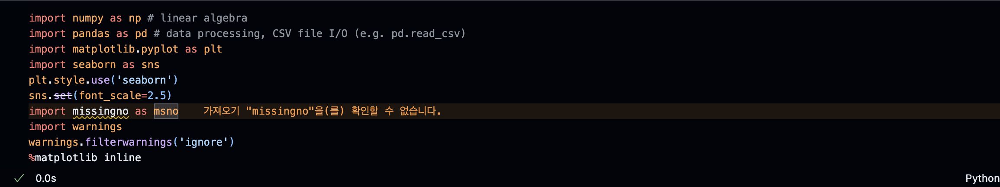 import numpy as np # linear algebra
import pandas as pd # data processing, CSV file I/O (e.g. pd.read_csv)
import matplotlib.pyplot as plt
import seaborn as sns
plt.style.use('seaborn')
sns.set(font_scale=2.5)
import missingno as msno 가져오기 "missingno"을(를) 확인할 수 없습니다.
import warnings
warnings.filterwarnings('ignore')
%matplotlib inline
✓ 0.0s Python